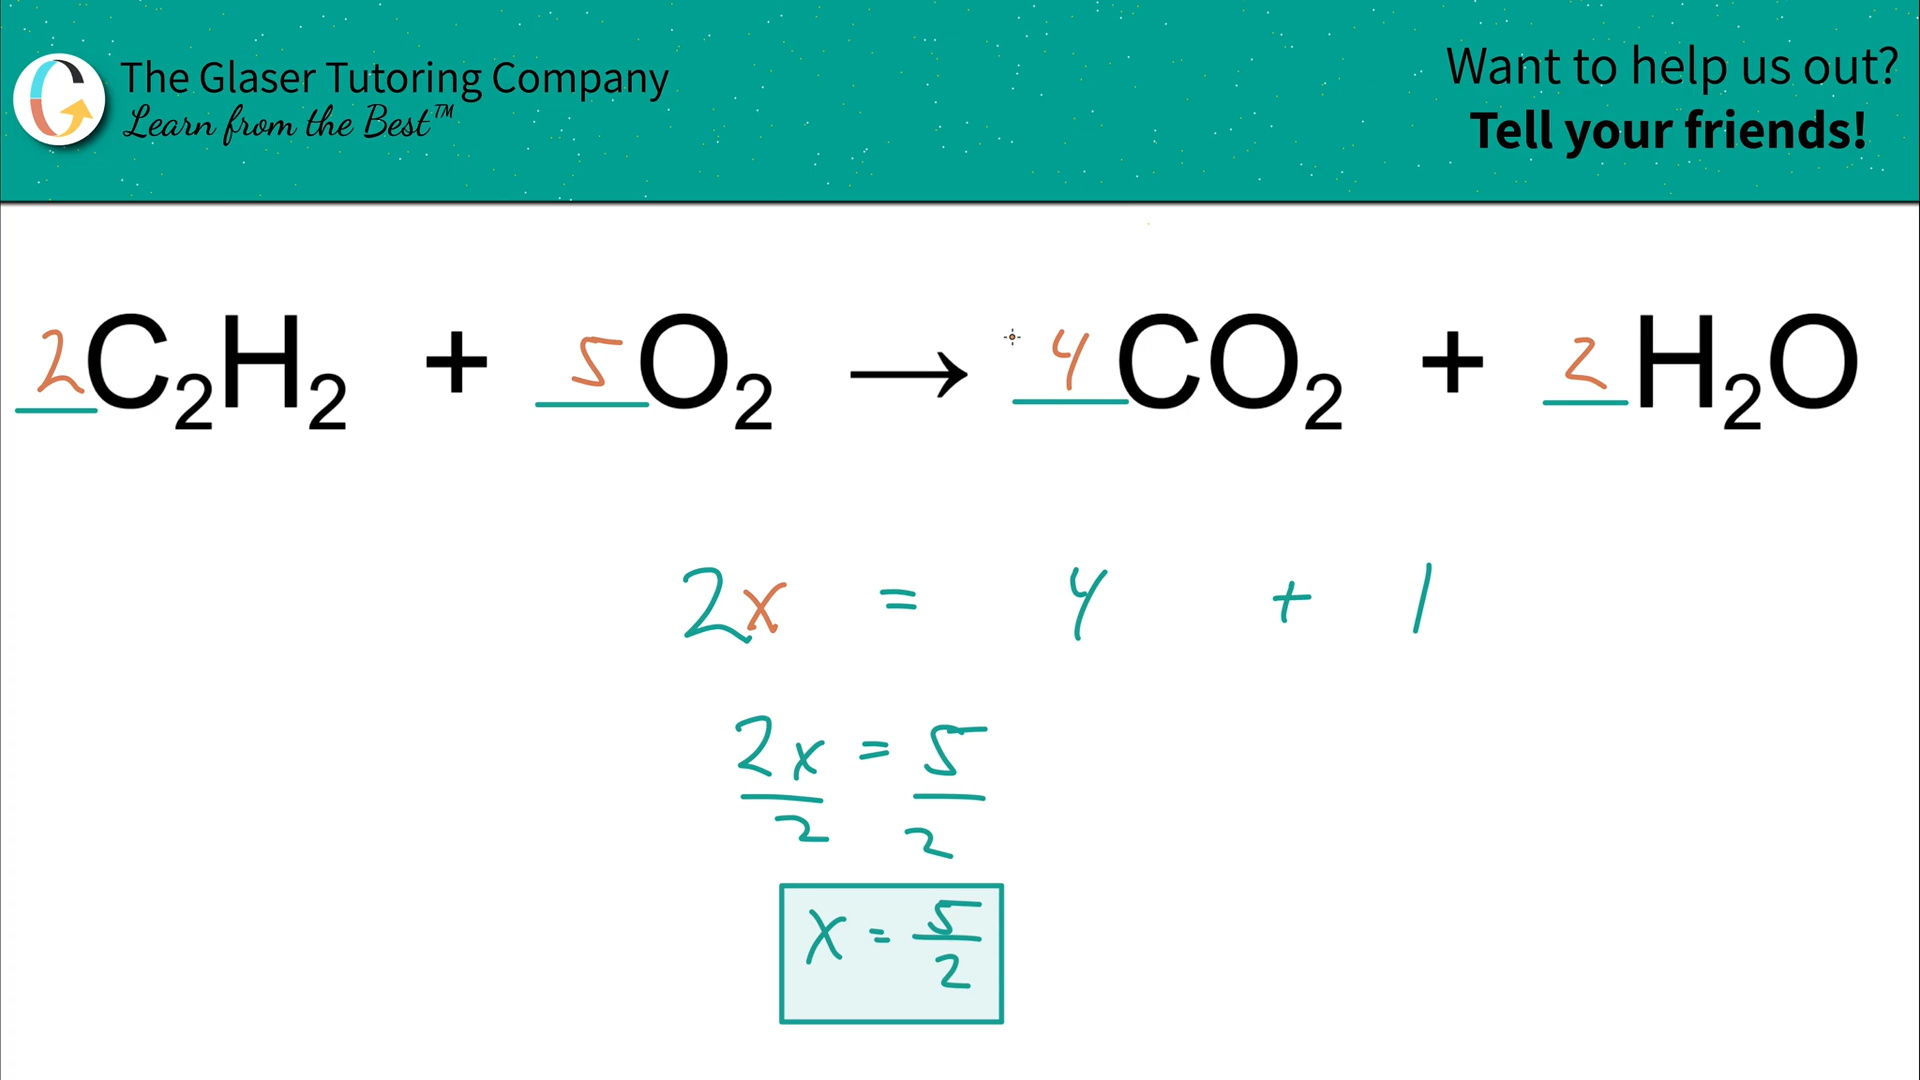 The Glaser Tutoring Company
Learn from the Best™
Want to help us out?
Tell your friends!
2C₂H₂ + 5O₂ → 4CO₂ + 2H₂O
2x = 4 + 1
2x = 5
2 2
x = 5/2